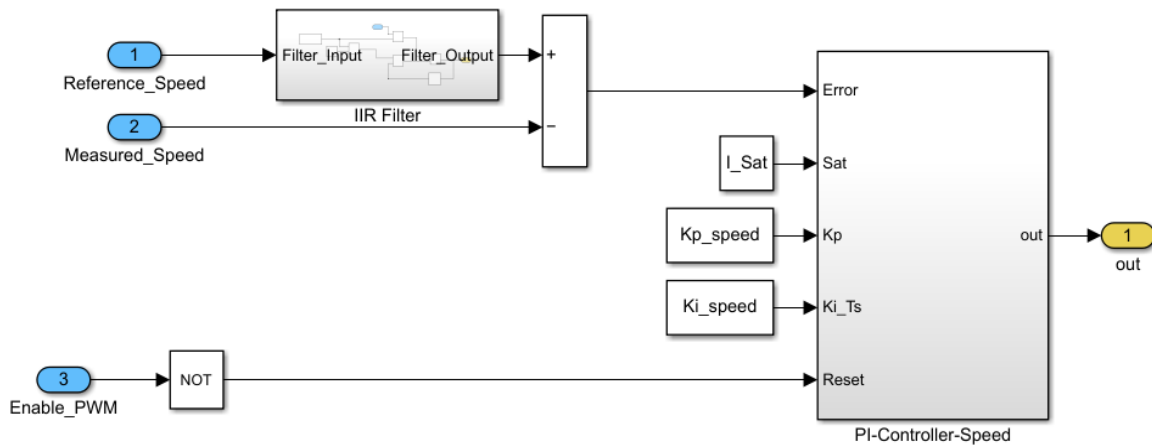 1
Reference_Speed
Filter_Input
Filter_Output
IIR Filter
2
Measured_Speed
+
−
Error
I_Sat
Sat
Kp_speed
Kp
out
1
out
Ki_speed
Ki_Ts
3
Enable_PWM
NOT
Reset
PI-Controller-Speed